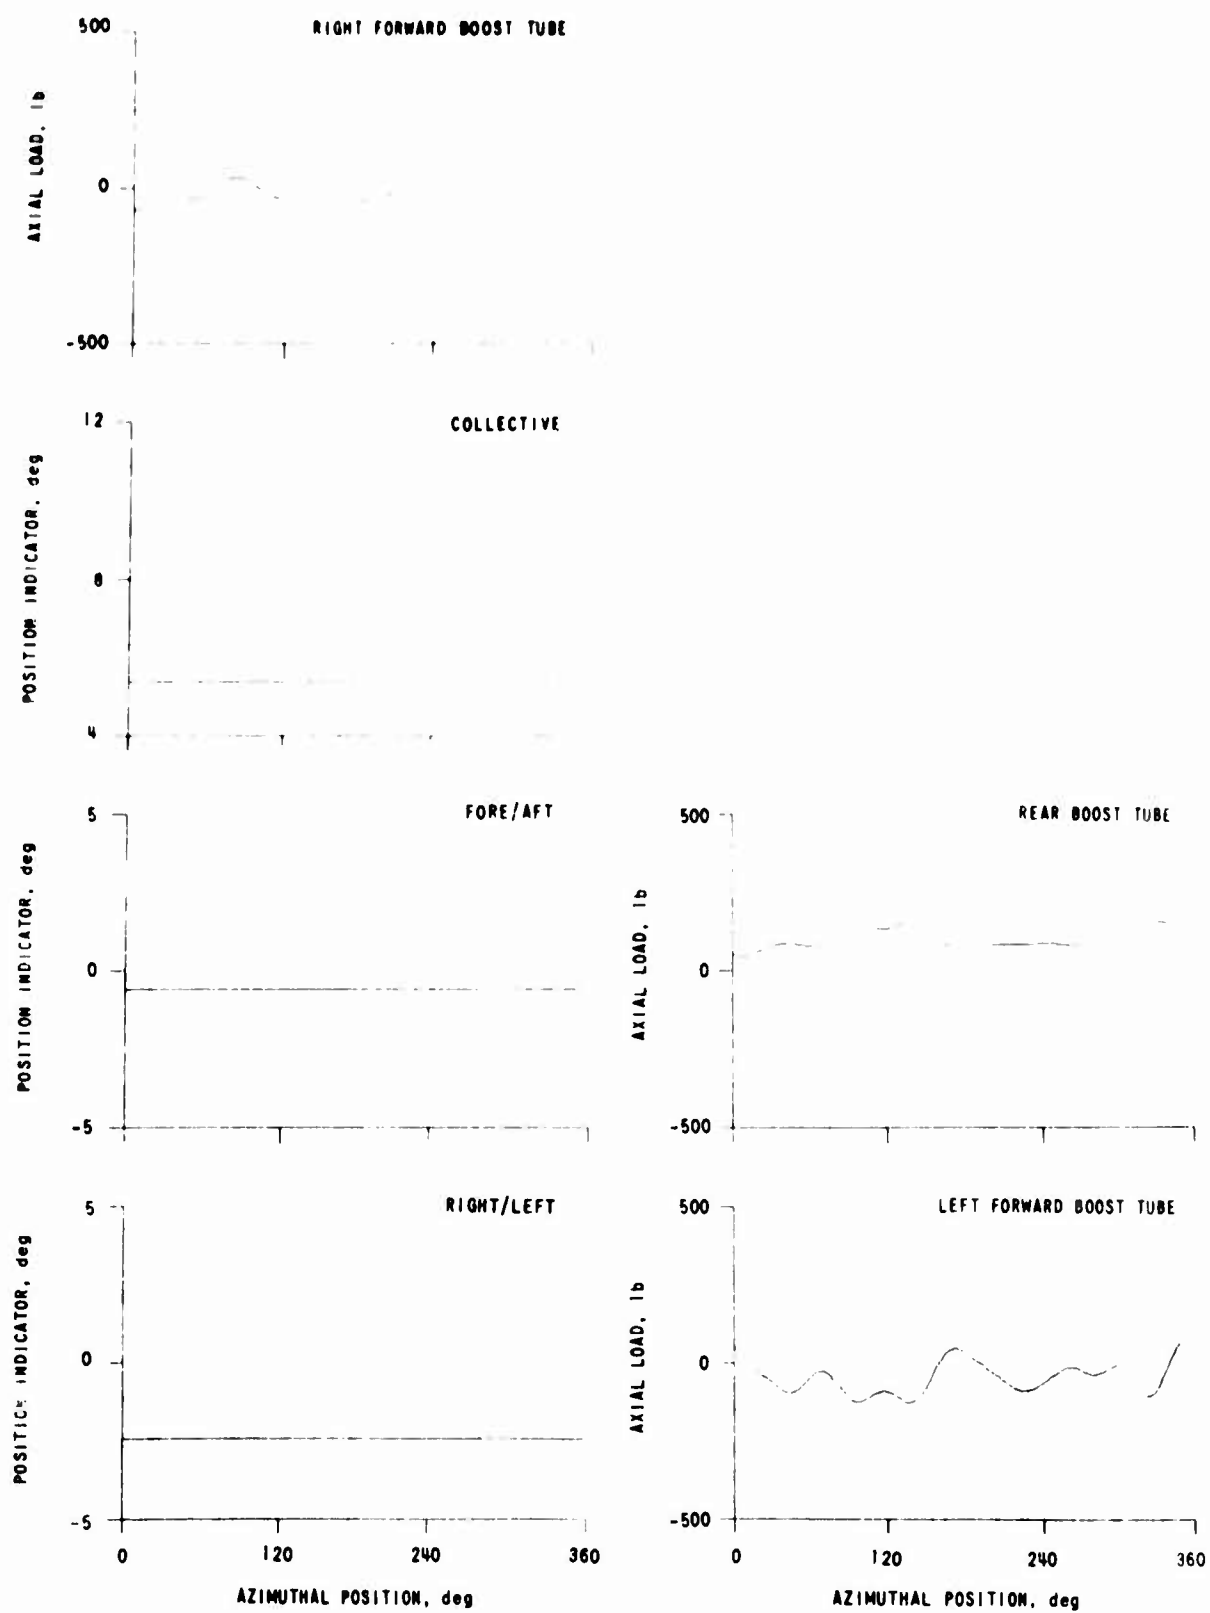 RIGHT FORWARD BOOST TUBE
500
0
-500
AXIAL LOAD, lb
COLLECTIVE
12
8
4
POSITION INDICATOR, deg
FORE/AFT
5
0
-5
POSITION INDICATOR, deg
REAR BOOST TUBE
500
0
-500
AXIAL LOAD, lb
RIGHT/LEFT
5
0
-5
POSITION INDICATOR, deg
0 120 240 360
AZIMUTHAL POSITION, deg
LEFT FORWARD BOOST TUBE
500
0
-500
AXIAL LOAD, lb
0 120 240 360
AZIMUTHAL POSITION, deg